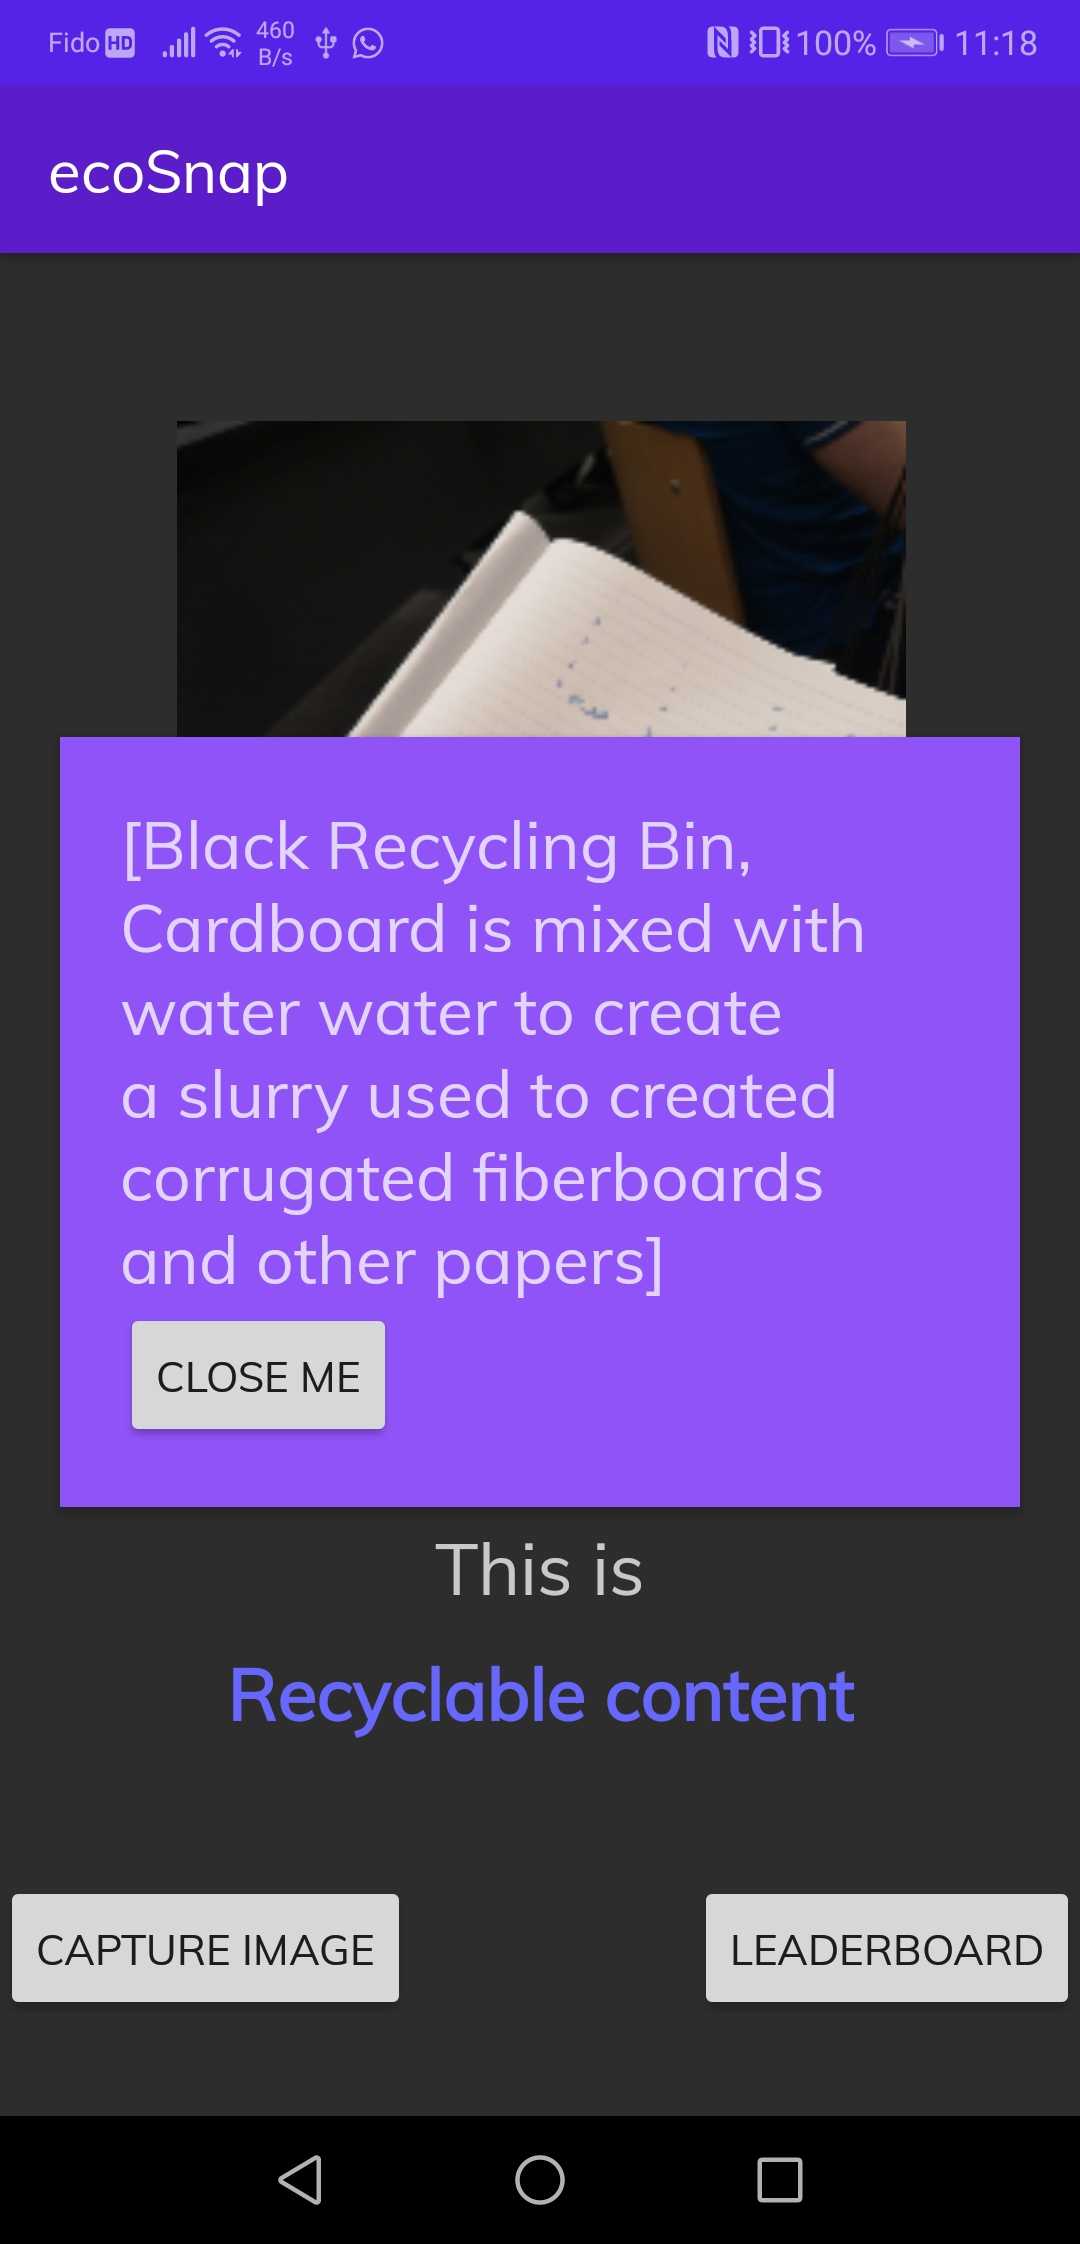 Fido HD 460 B/s 100% 11:18
ecoSnap
[Black Recycling Bin,
Cardboard is mixed with
water water to create
a slurry used to created
corrugated fiberboards
and other papers]
CLOSE ME
This is
Recyclable content
CAPTURE IMAGE LEADERBOARD